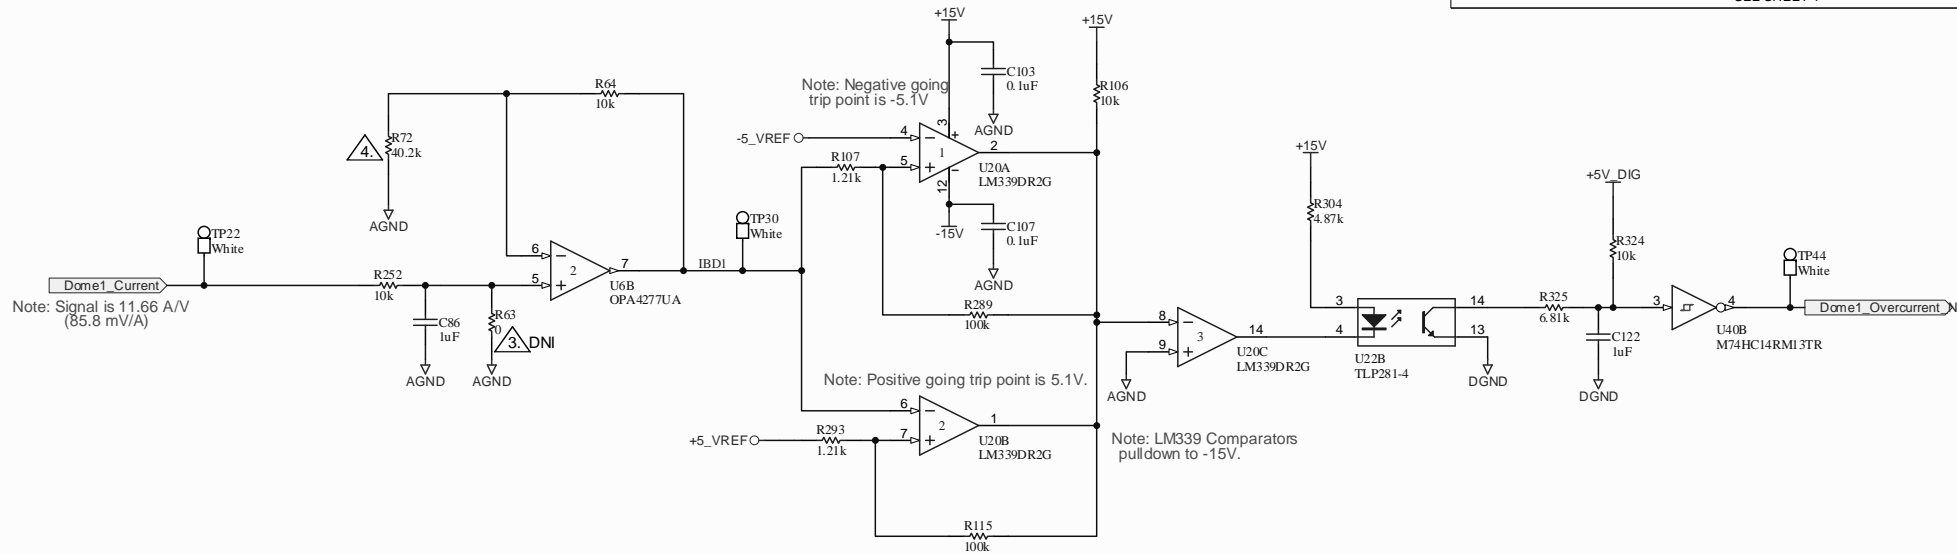 +15V
+15V
C103
0.1uF
AGND
Note: Negative going
trip point is -5.1V
R106
10k
R64
10k
4.
R72
40.2k
AGND
-5_VREF
4
5
3
12
1
2
+
-
U20A
LM339DR2G
R107
1.21k
-15V
C107
0.1uF
AGND
+15V
R304
4.87k
+5V_DIG
R324
10k
TP22
White
TP30
White
TP44
White
Dome1_Current
Note: Signal is 11.66 A/V
(85.8 mV/A)
R252
10k
C86
1uF
AGND
R63
0
3.
DNI
AGND
6
5
2
7
U6B
OPA4277UA
IBD1
R289
100k
8
9
3
14
U20C
LM339DR2G
AGND
3
4
14
13
U22B
TLP281-4
DGND
R325
6.81k
C122
1uF
DGND
3
4
U40B
M74HC14RM13TR
Dome1_Overcurrent_N
Note: Positive going trip point is 5.1V.
+5_VREF
R293
1.21k
6
7
2
1
U20B
LM339DR2G
Note: LM339 Comparators
pulldown to -15V.
R115
100k